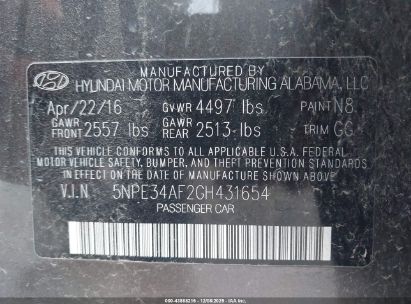 MANUFACTURED BY
HYUNDAI MOTOR MANUFACTURING ALABAMA, LLC
Apr/22/16 GVWR 4497 lbs PAINT N8
GAWR FRONT 2557 lbs GAWR REAR 2513 lbs TRIM GG
THIS VEHICLE CONFORMS TO ALL APPLICABLE U.S. FEDERAL
MOTOR VEHICLE SAFETY, BUMPER, AND THEFT PREVENTION STANDARDS
IN EFFECT ON THE DATE OF MANUFACTURE SHOWN ABOVE.
V.I.N 5NPE34AF2GH431654
PASSENGER CAR